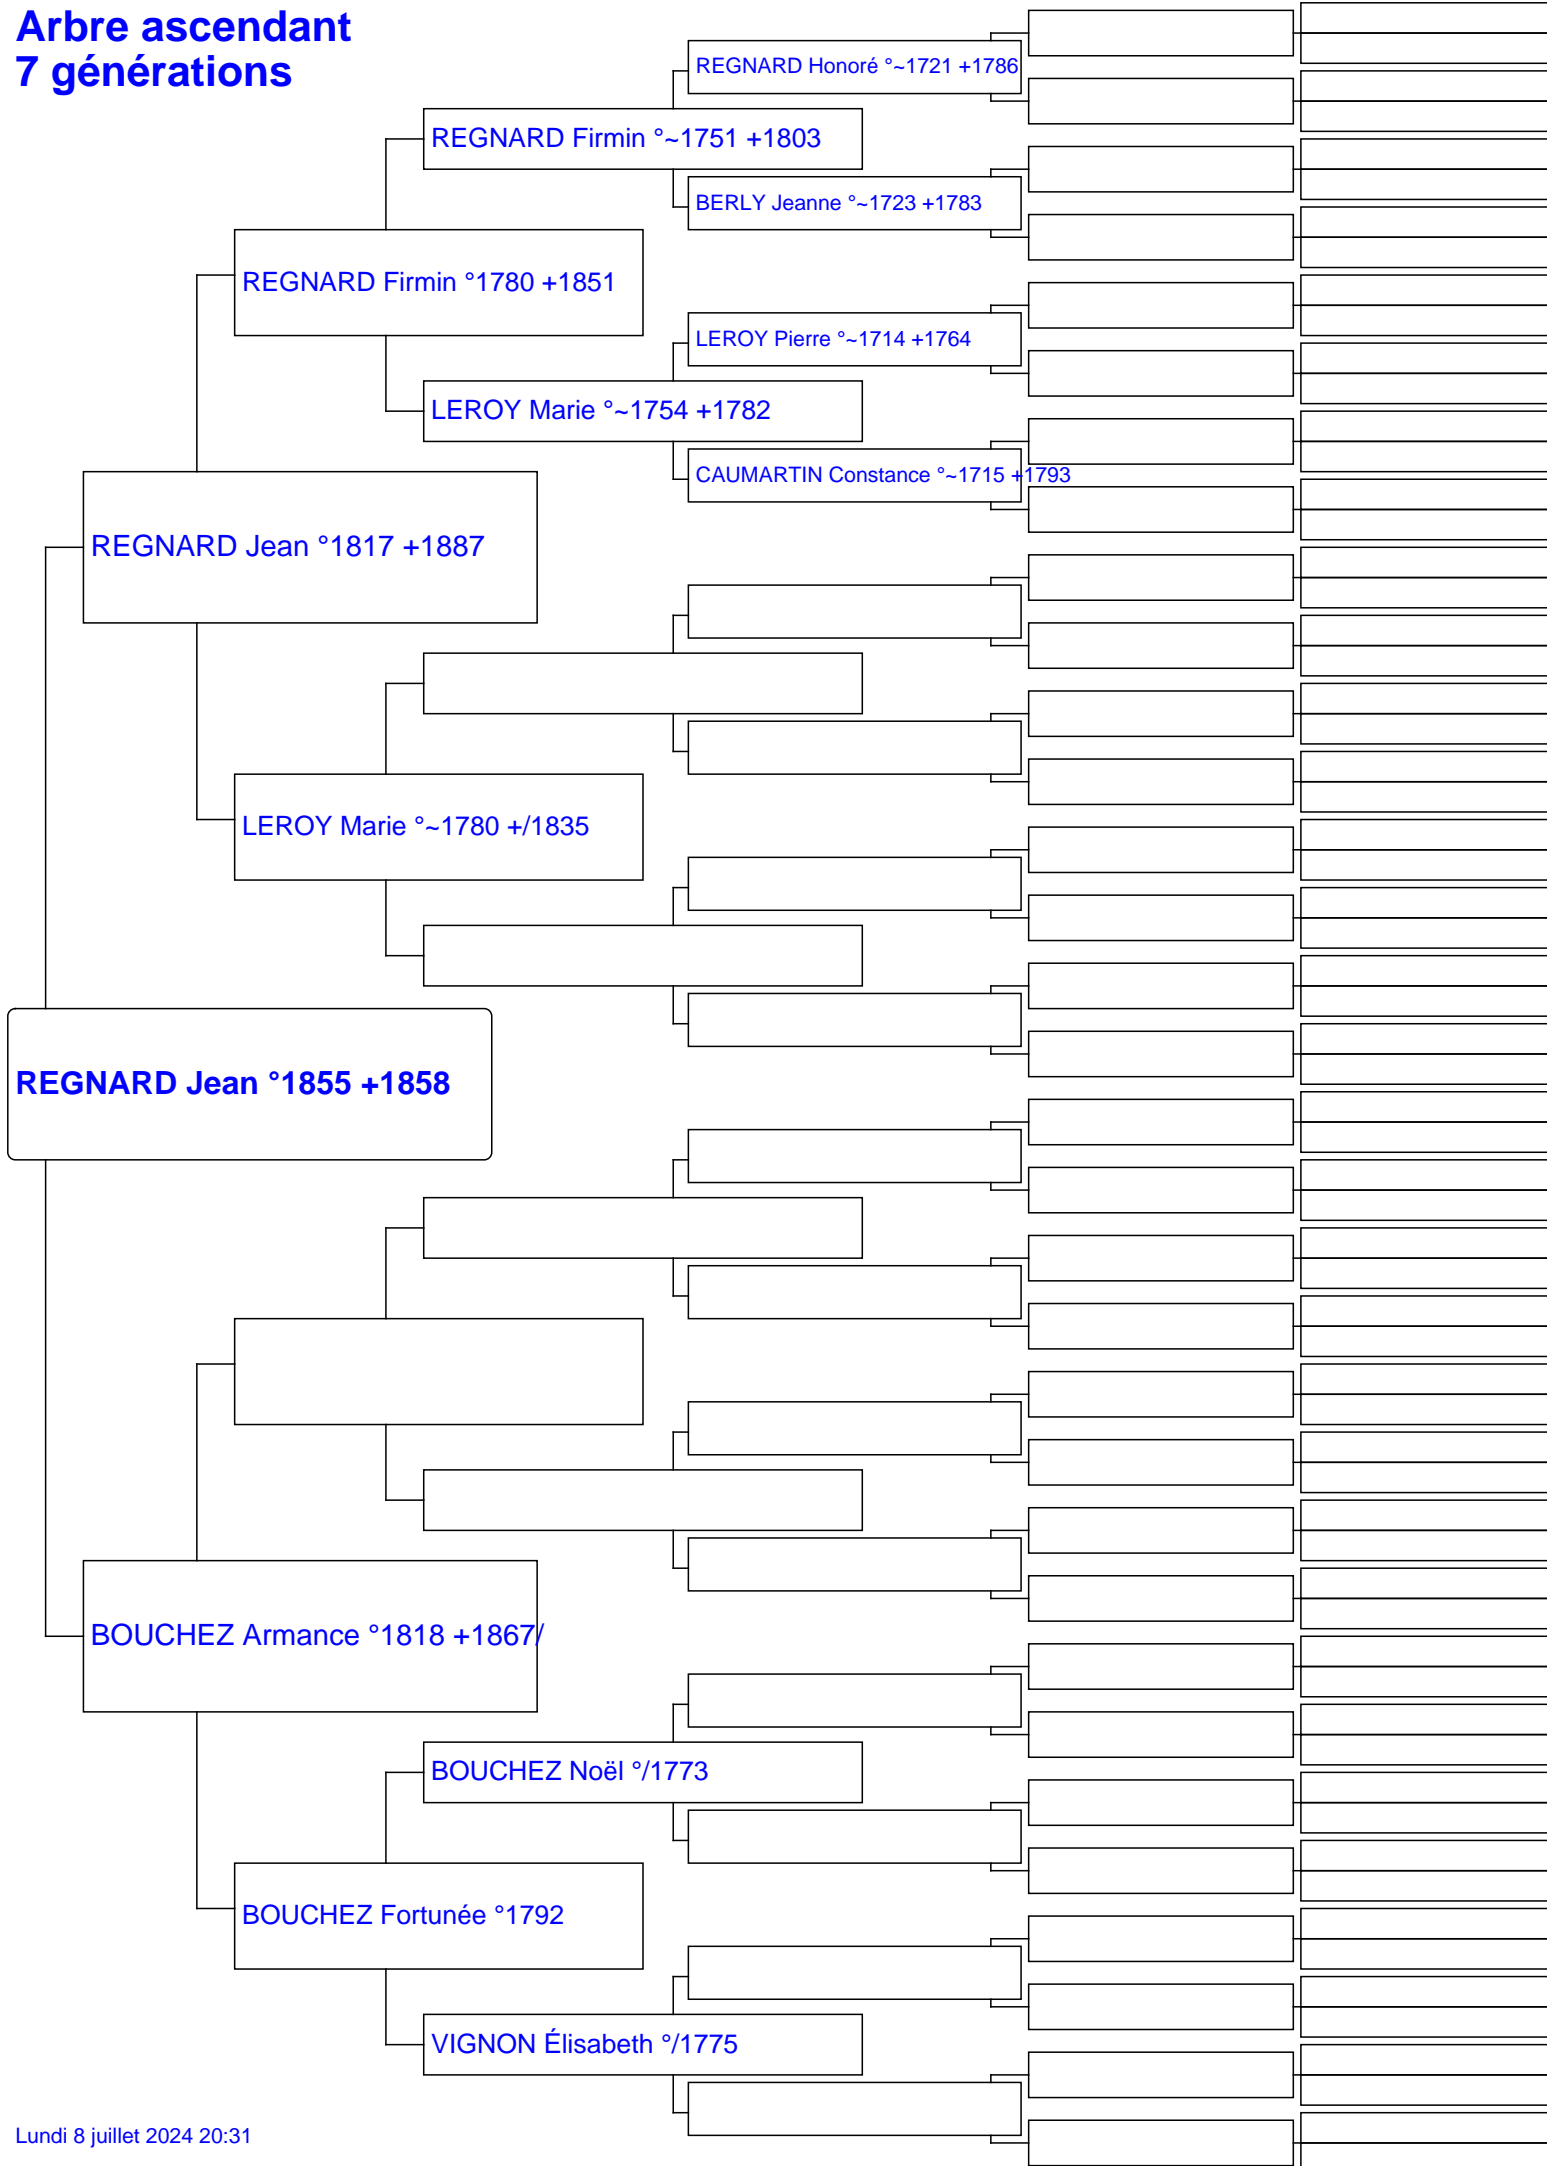 Arbre ascendant
7 générations
REGNARD Honoré °~1721 +1786
REGNARD Firmin °~1751 +1803
BERLY Jeanne °~1723 +1783
REGNARD Firmin °1780 +1851
LEROY Pierre °~1714 +1764
LEROY Marie °~1754 +1782
CAUMARTIN Constance °~1715 +1793
REGNARD Jean °1817 +1887
LEROY Marie °~1780 +/1835
REGNARD Jean °1855 +1858
BOUCHEZ Armance °1818 +1867/
BOUCHEZ Noël °/1773
BOUCHEZ Fortunée °1792
VIGNON Élisabeth °/1775
Lundi 8 juillet 2024 20:31